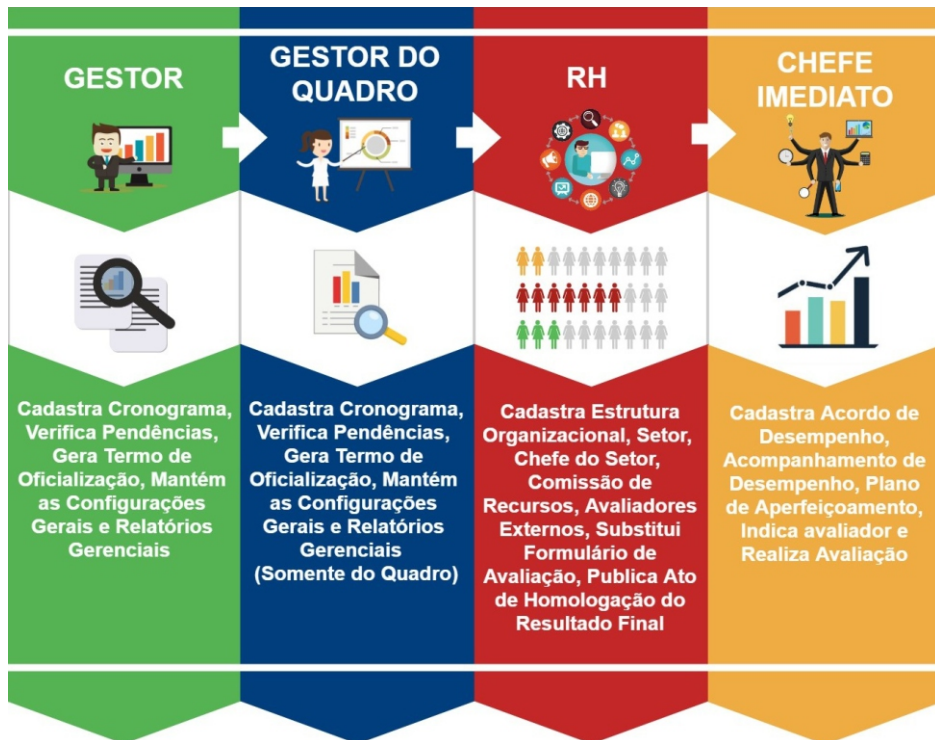 GESTOR
GESTOR DO
QUADRO
RH
CHEFE
IMEDIATO
Cadastra Cronograma,
Verifica Pendências,
Gera Termo de
Oficialização, Mantém
as Configurações
Gerais e Relatórios
Gerenciais
Cadastra Cronograma,
Verifica Pendências,
Gera Termo de
Oficialização, Mantém
as Configurações
Gerais e Relatórios
Gerenciais
(Somente do Quadro)
Cadastra Estrutura
Organizacional, Setor,
Chefe do Setor,
Comissão de
Recursos, Avaliadores
Externos, Substitui
Formulário de
Avaliação, Publica Ato
de Homologação do
Resultado Final
Cadastra Acordo de
Desempenho,
Acompanhamento de
Desempenho, Plano
de Aperfeiçoamento,
Indica avaliador e
Realiza Avaliação